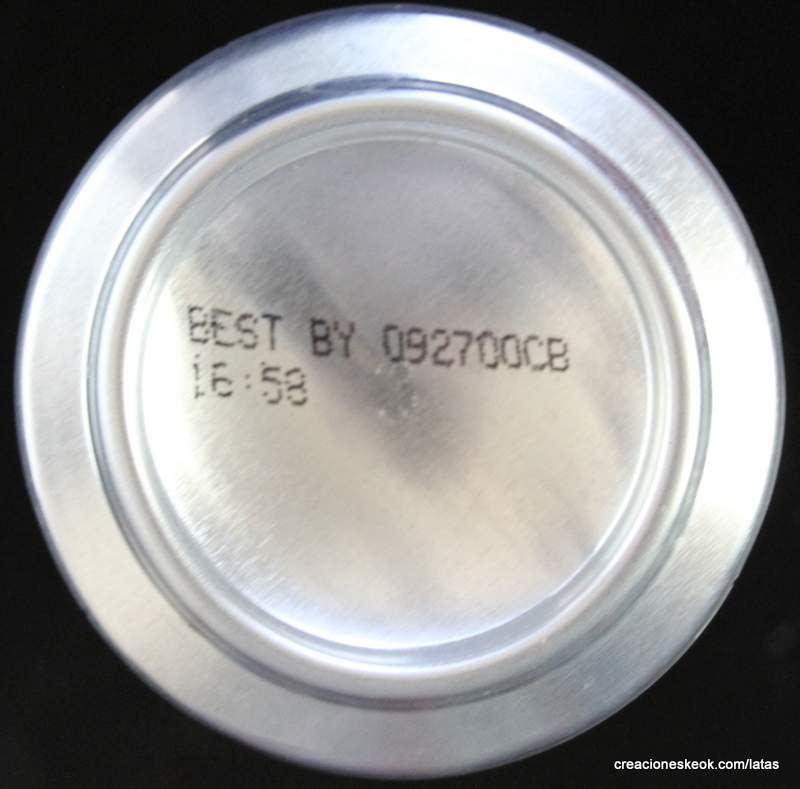 BEST BY 092700CB
16:58
creacioneskeok.com/latas